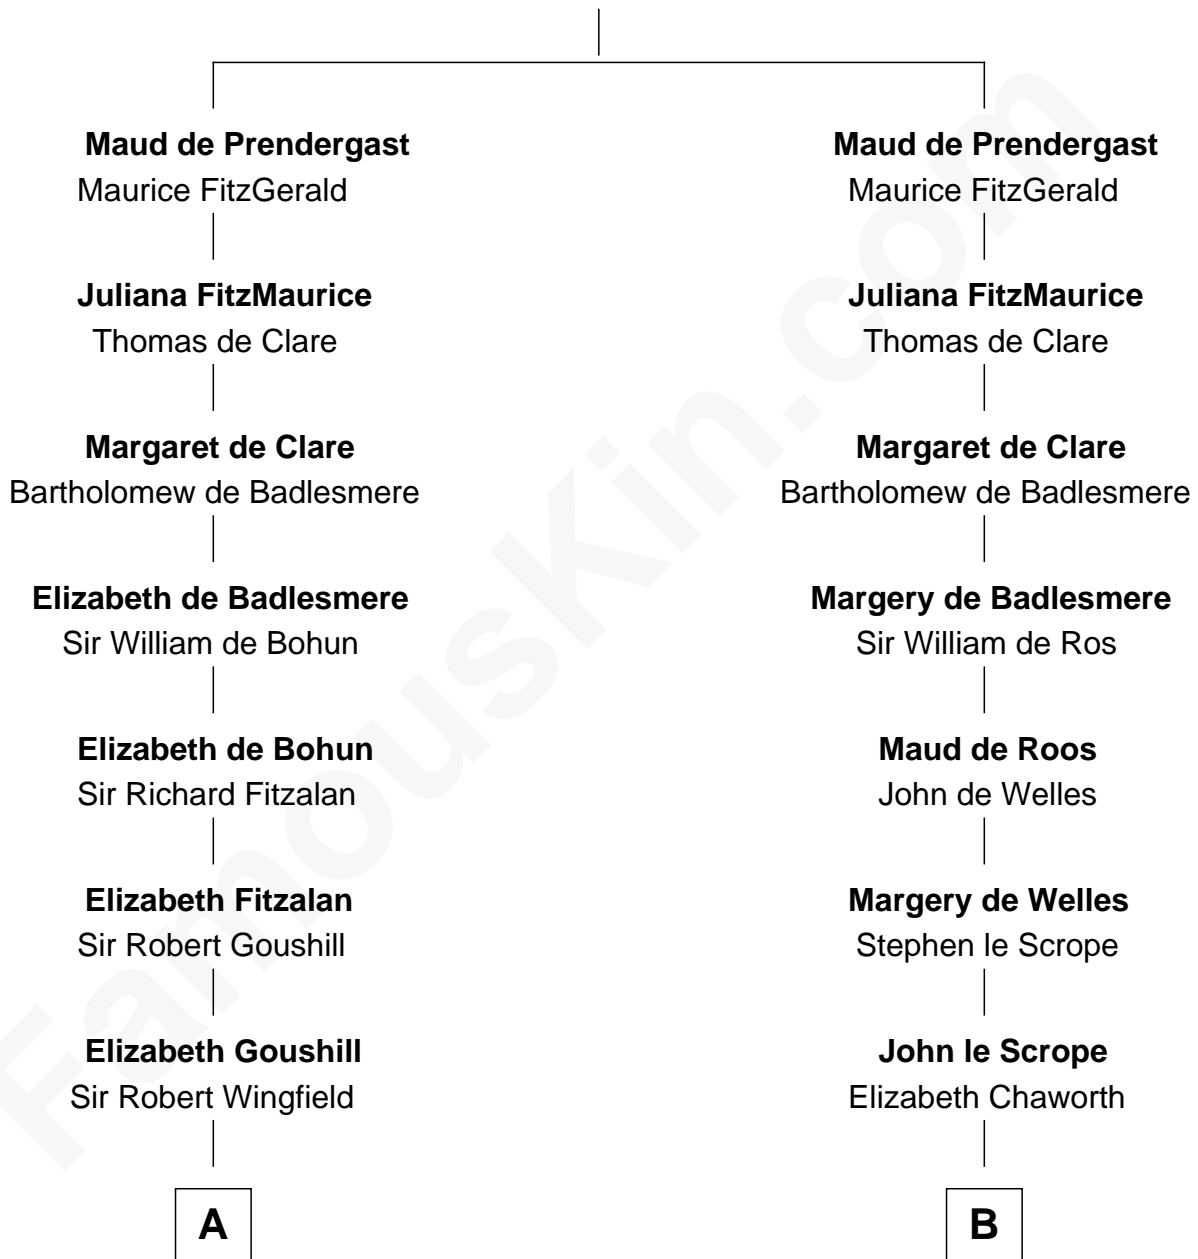 Maud de Prendergast
Maurice FitzGerald
Juliana FitzMaurice
Thomas de Clare
Margaret de Clare
Bartholomew de Badlesmere
Elizabeth de Badlesmere
Sir William de Bohun
Elizabeth de Bohun
Sir Richard Fitzalan
Elizabeth Fitzalan
Sir Robert Goushill
Elizabeth Goushill
Sir Robert Wingfield
A
Maud de Prendergast
Maurice FitzGerald
Juliana FitzMaurice
Thomas de Clare
Margaret de Clare
Bartholomew de Badlesmere
Margery de Badlesmere
Sir William de Ros
Maud de Roos
John de Welles
Margery de Welles
Stephen le Scrope
John le Scrope
Elizabeth Chaworth
B
FamousKin.com